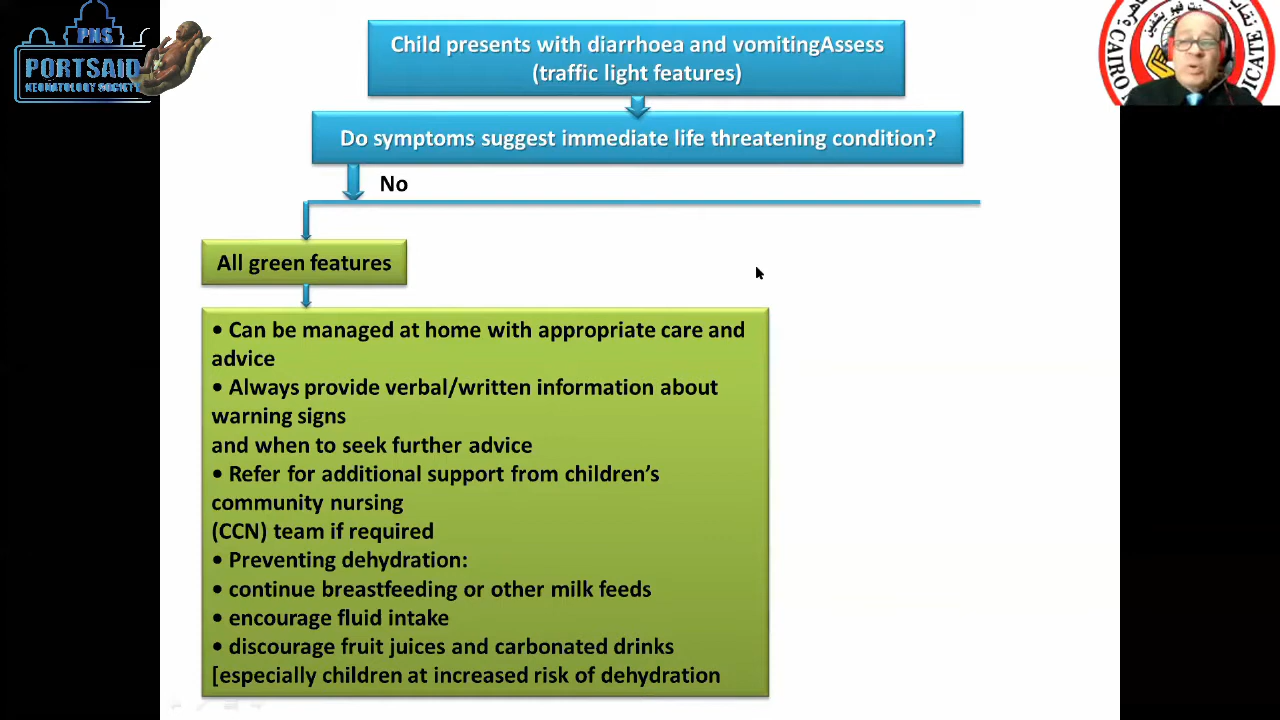 PNS
PORTSAID
NEONATOLOGY SOCIETY
Child presents with diarrhoea and vomitingAssess
(traffic light features)
Do symptoms suggest immediate life threatening condition?
No
All green features
• Can be managed at home with appropriate care and
advice
• Always provide verbal/written information about
warning signs
and when to seek further advice
• Refer for additional support from children’s
community nursing
(CCN) team if required
• Preventing dehydration:
• continue breastfeeding or other milk feeds
• encourage fluid intake
• discourage fruit juices and carbonated drinks
[especially children at increased risk of dehydration